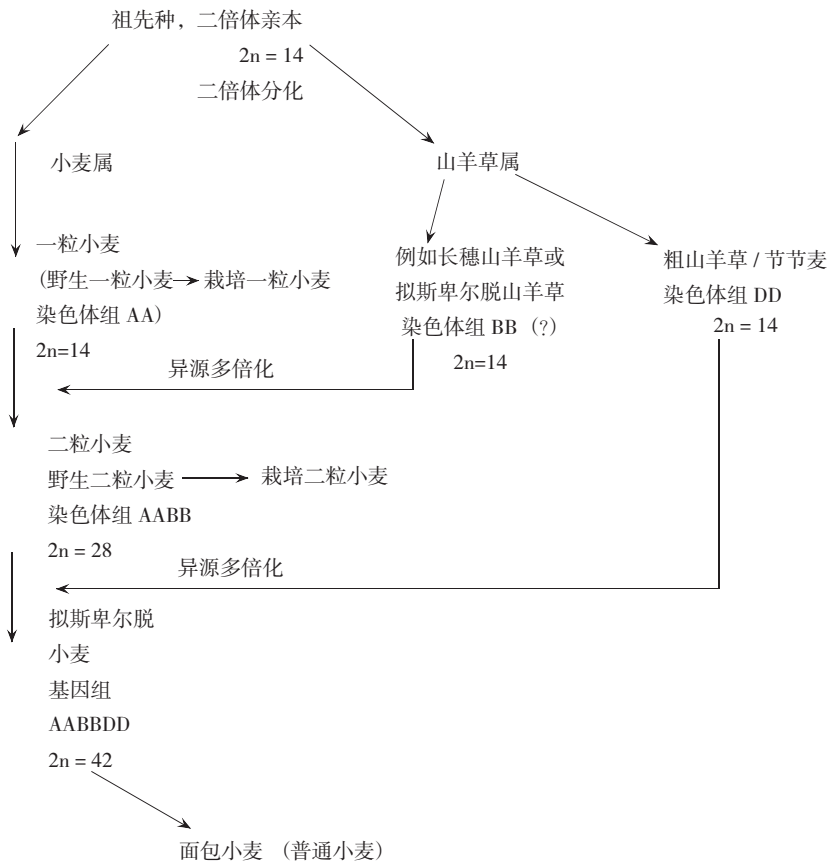 祖先种，二倍体亲本
2n = 14
二倍体分化
小麦属
山羊草属
一粒小麦
(野生一粒小麦 栽培一粒小麦
染色体组 AA)
2n=14
例如长穗山羊草或
拟斯卑尔脱山羊草
染色体组 BB (?)
2n=14
粗山羊草 / 节节麦
染色体组 DD
2n = 14
异源多倍化
二粒小麦
野生二粒小麦 栽培二粒小麦
染色体组 AABB
2n = 28
异源多倍化
拟斯卑尔脱
小麦
基因组
AABBDD
2n = 42
面包小麦 (普通小麦)